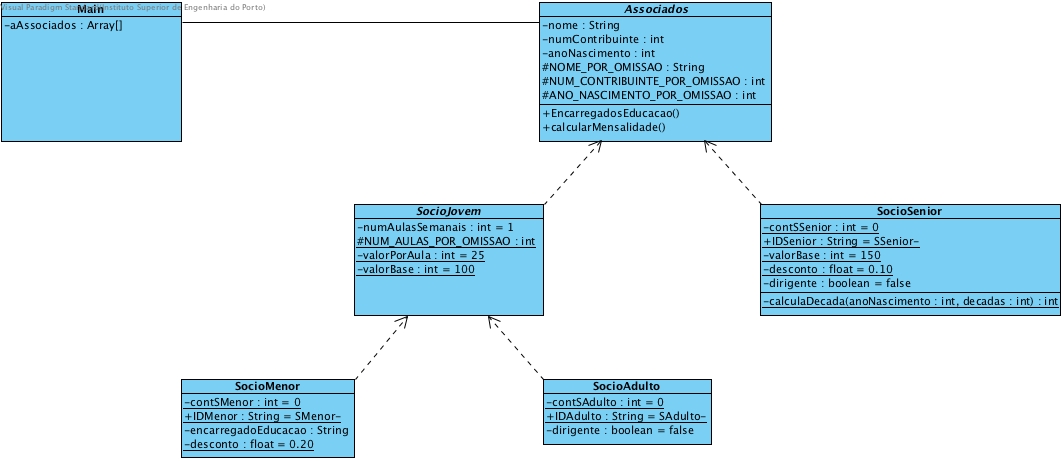 Visual Paradigm Sta (Instituto Superior de Engenharia do Porto)
Main
-aAssociados : Array[]
Associados
-nome : String
-numContribuinte : int
-anoNascimento : int
#NOME_POR_OMISSAO : String
#NUM_CONTRIBUINTE_POR_OMISSAO : int
#ANO_NASCIMENTO_POR_OMISSAO : int
+EncarregadosEducacao()
+calcularMensalidade()
SocioJovem
-numAulasSemanais : int = 1
#NUM_AULAS_POR_OMISSAO : int
-valorPorAula : int = 25
-valorBase : int = 100
SocioSenior
-contSSenior : int = 0
+IDSenior : String = SSenior-
-valorBase : int = 150
-desconto : float = 0.10
-dirigente : boolean = false
-calculaDecada(anoNascimento : int, decadas : int) : int
SocioMenor
-contSMenor : int = 0
+IDMenor : String = SMenor-
-encarregadoEducacao : String
-desconto : float = 0.20
SocioAdulto
-contSAdulto : int = 0
+IDAdulto : String = SAdulto-
-dirigente : boolean = false